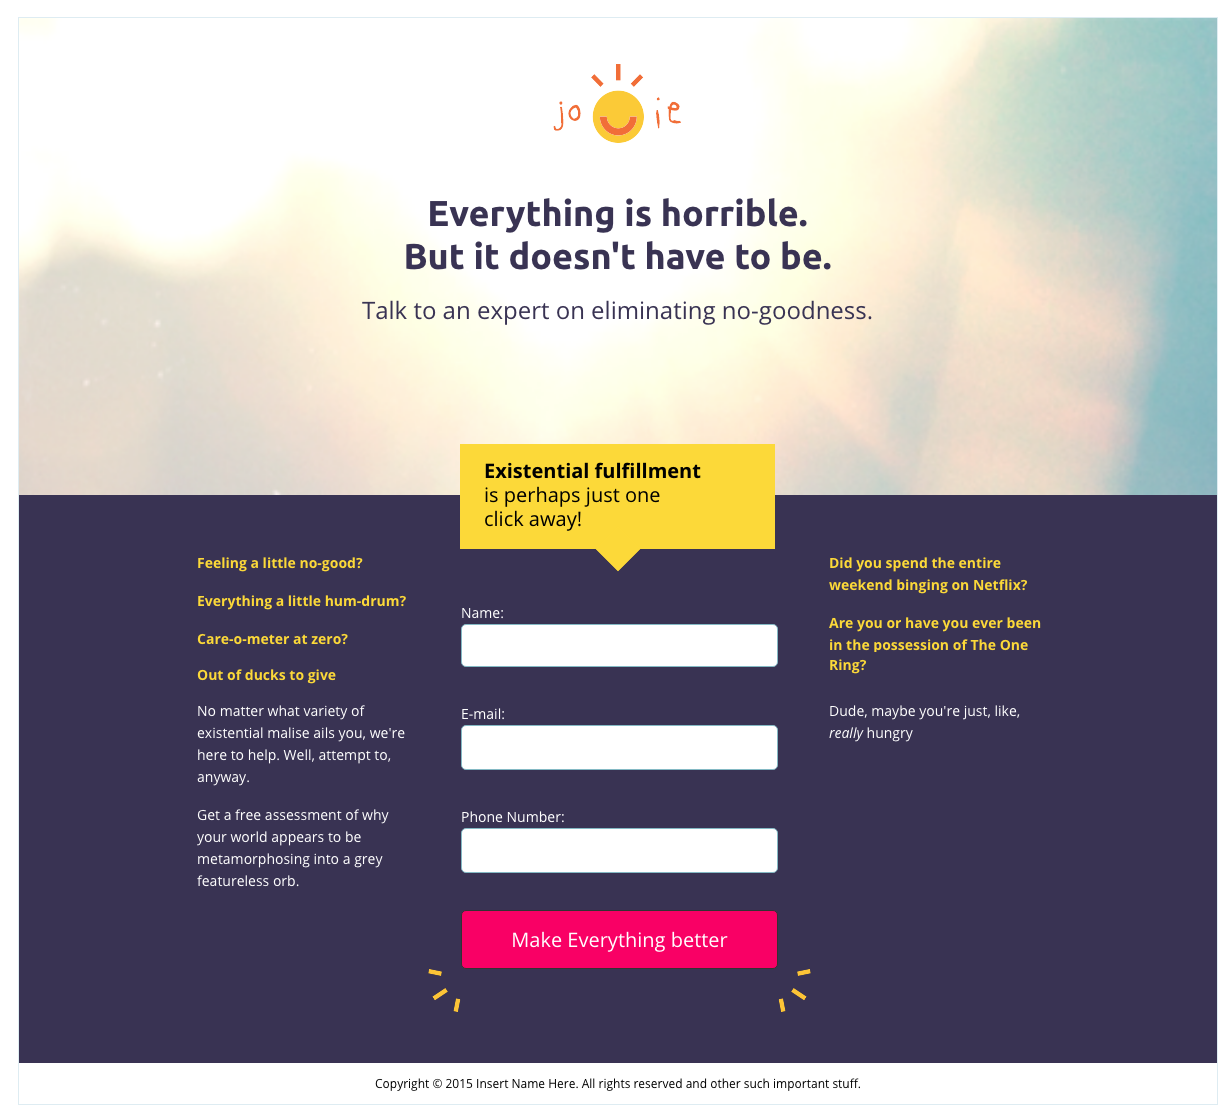 jo ie
Everything is horrible.
But it doesn't have to be.
Talk to an expert on eliminating no-goodness.
Existential fulfillment
is perhaps just one
click away!
Feeling a little no-good?
Everything a little hum-drum?
Care-o-meter at zero?
Out of ducks to give
No matter what variety of
existential malise ails you, we're
here to help. Well, attempt to,
anyway.
Get a free assessment of why
your world appears to be
metamorphosing into a grey
featureless orb.
Name:
E-mail:
Phone Number:
Make Everything better
Did you spend the entire
weekend binging on Netflix?
Are you or have you ever been
in the possession of The One
Ring?
Dude, maybe you're just, like,
really hungry
Copyright © 2015 Insert Name Here. All rights reserved and other such important stuff.